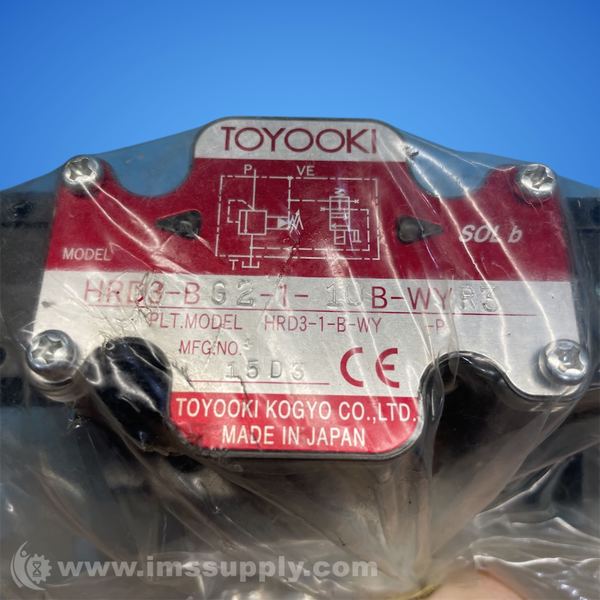 TOYOOKI
P VE
T
SOL b
MODEL
HRD3-BG2-1-10B-WYR3
PLT.MODEL HRD3-1-B-WY -P
MFG.NO.
15D3 CE
TOYOOKI KOGYO CO.,LTD.
MADE IN JAPAN
www.imssupply.com